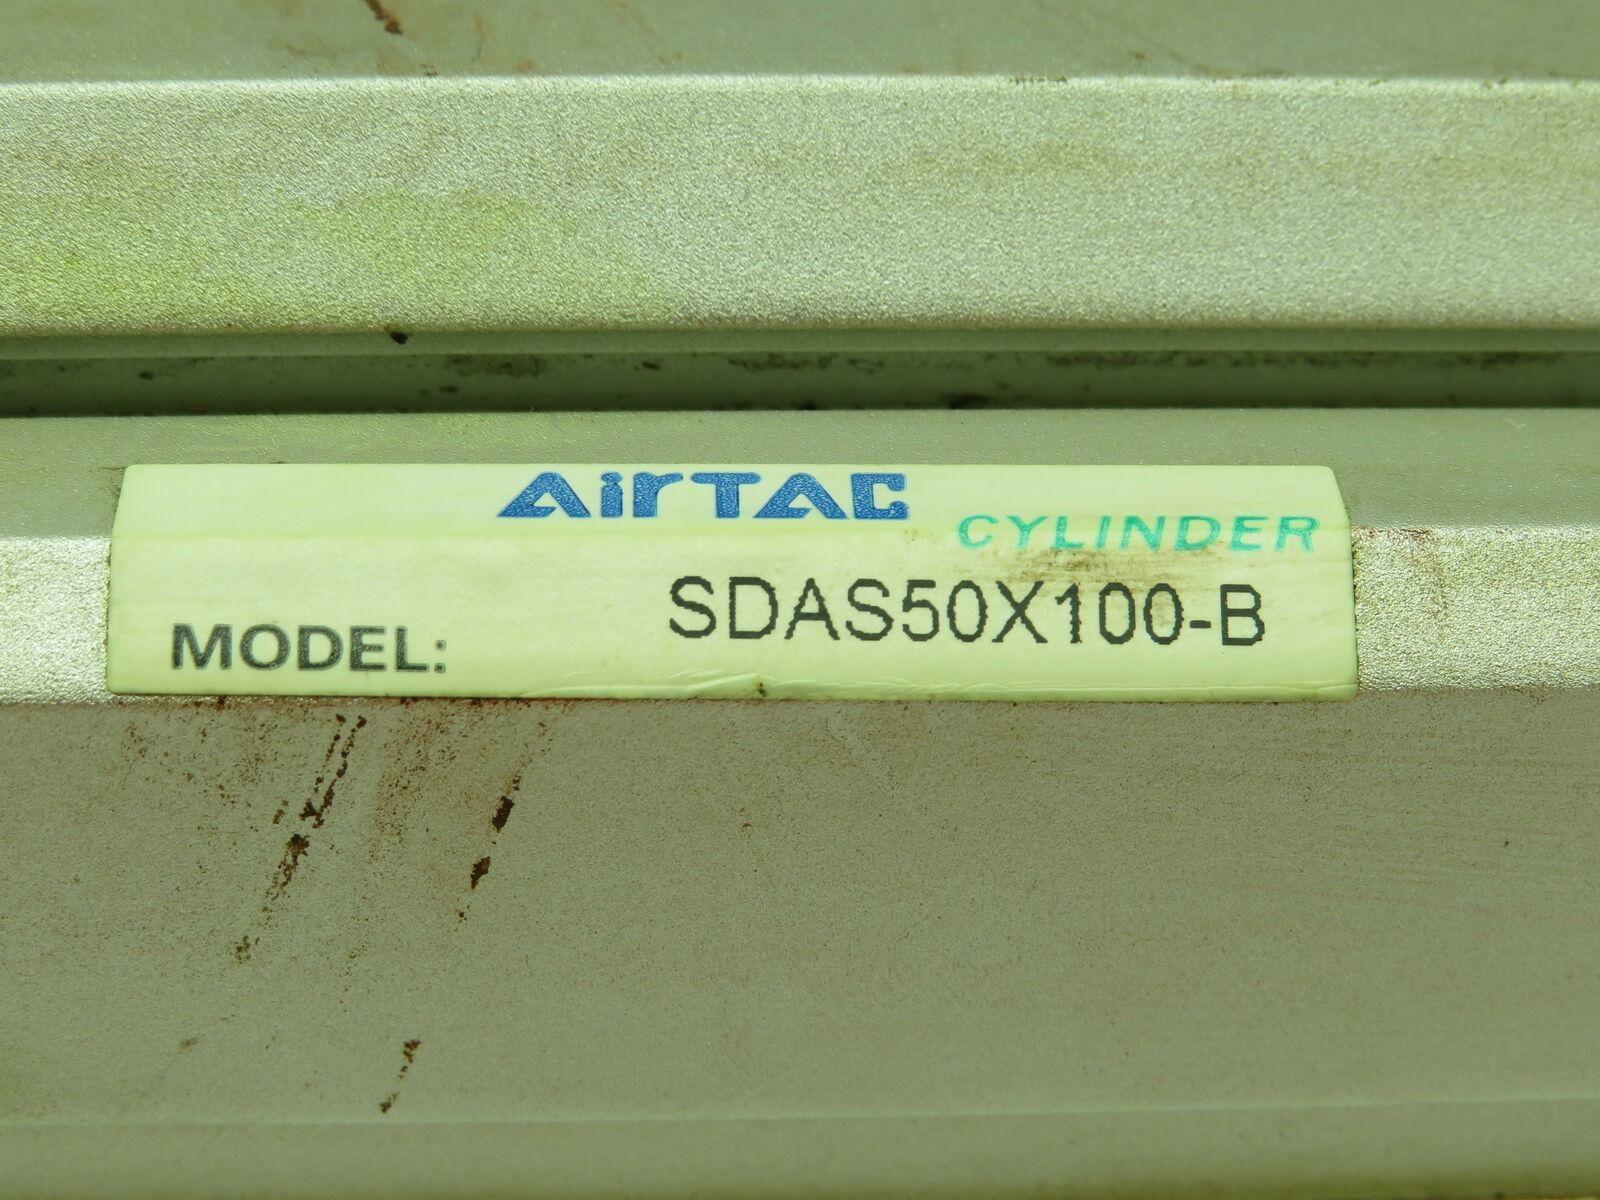 AirTAC
CYLINDER
MODEL: SDAS50X100-B